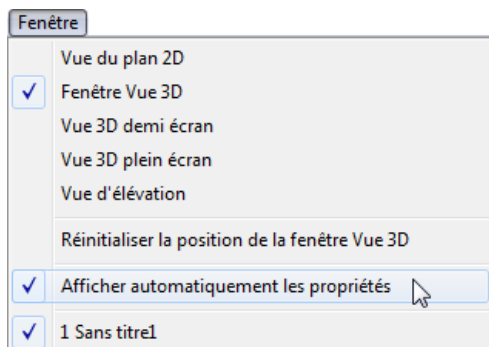 Fenêtre
Vue du plan 2D
Fenêtre Vue 3D
Vue 3D demi écran
Vue 3D plein écran
Vue d'élévation
Réinitialiser la position de la fenêtre Vue 3D
Afficher automatiquement les propriétés
1 Sans titre1